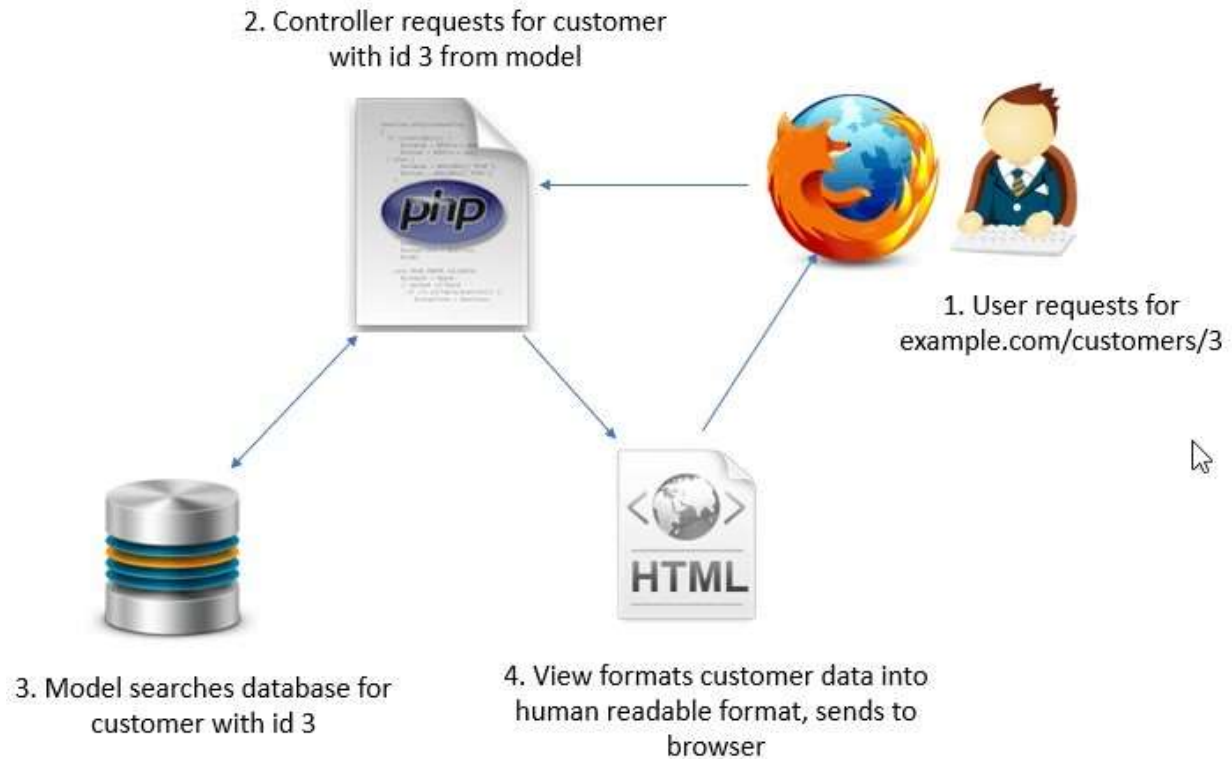 2. Controller requests for customer
with id 3 from model
php
1. User requests for
example.com/customers/3
< >
HTML
3. Model searches database for
customer with id 3
4. View formats customer data into
human readable format, sends to
browser